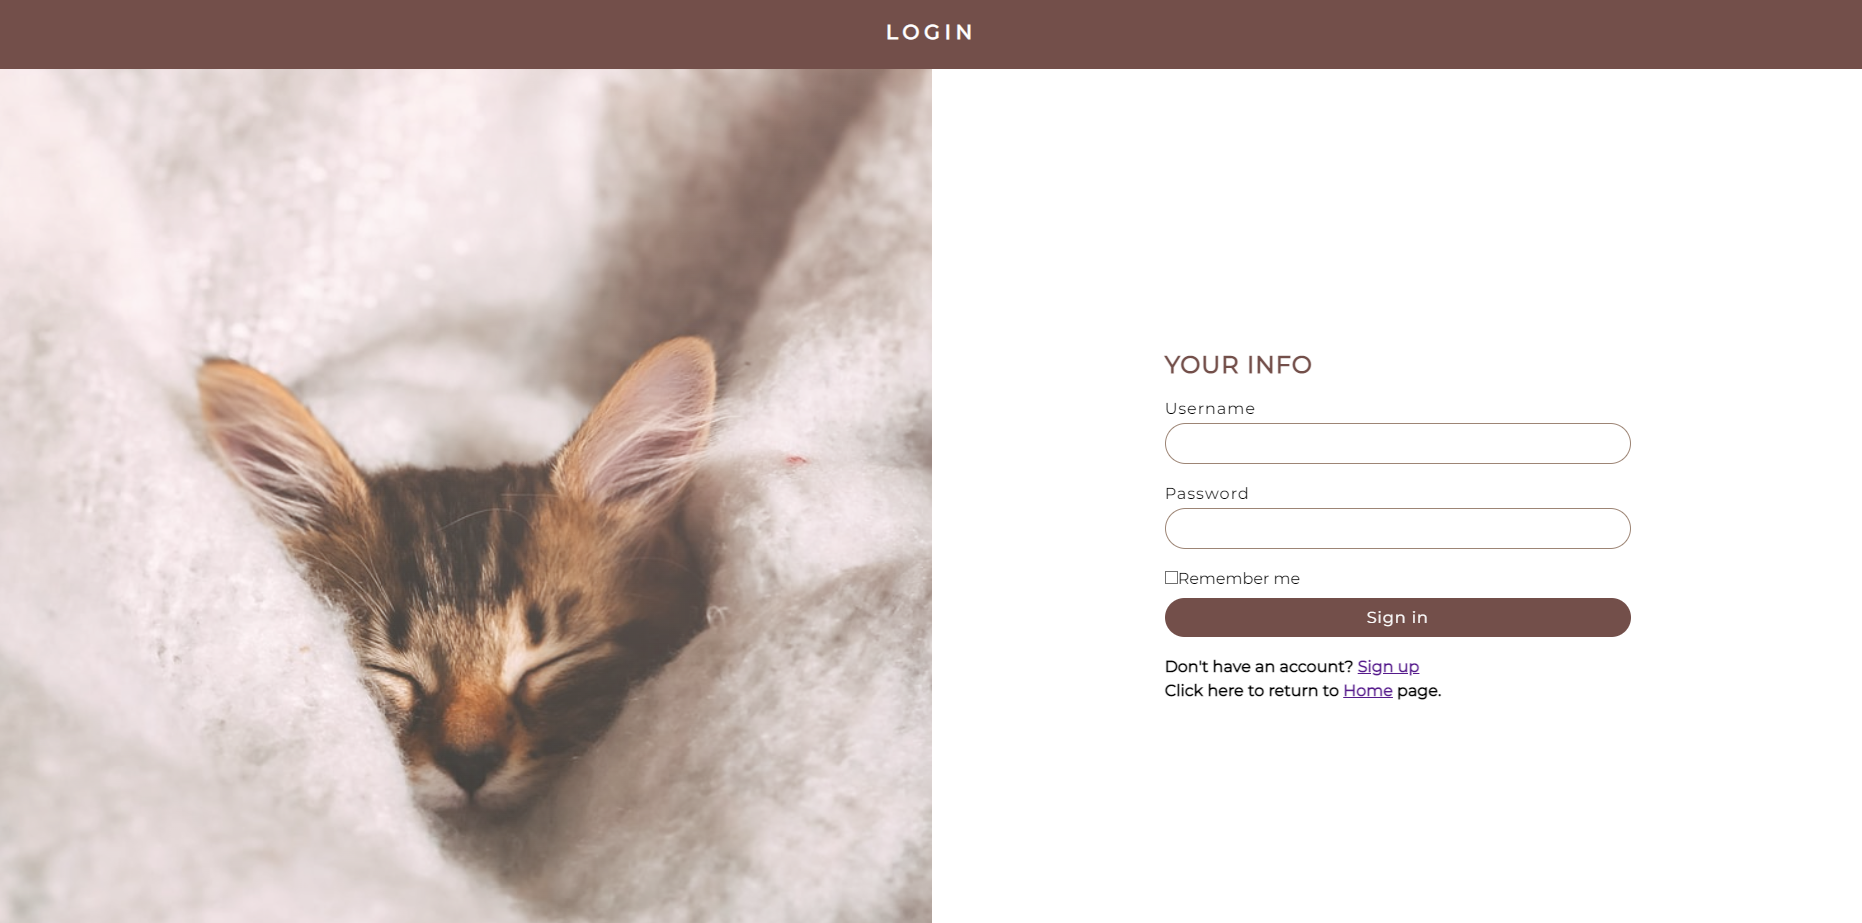 LOGIN
YOUR INFO
Username
Password
Remember me
Sign in
Don't have an account? Sign up
Click here to return to Home page.